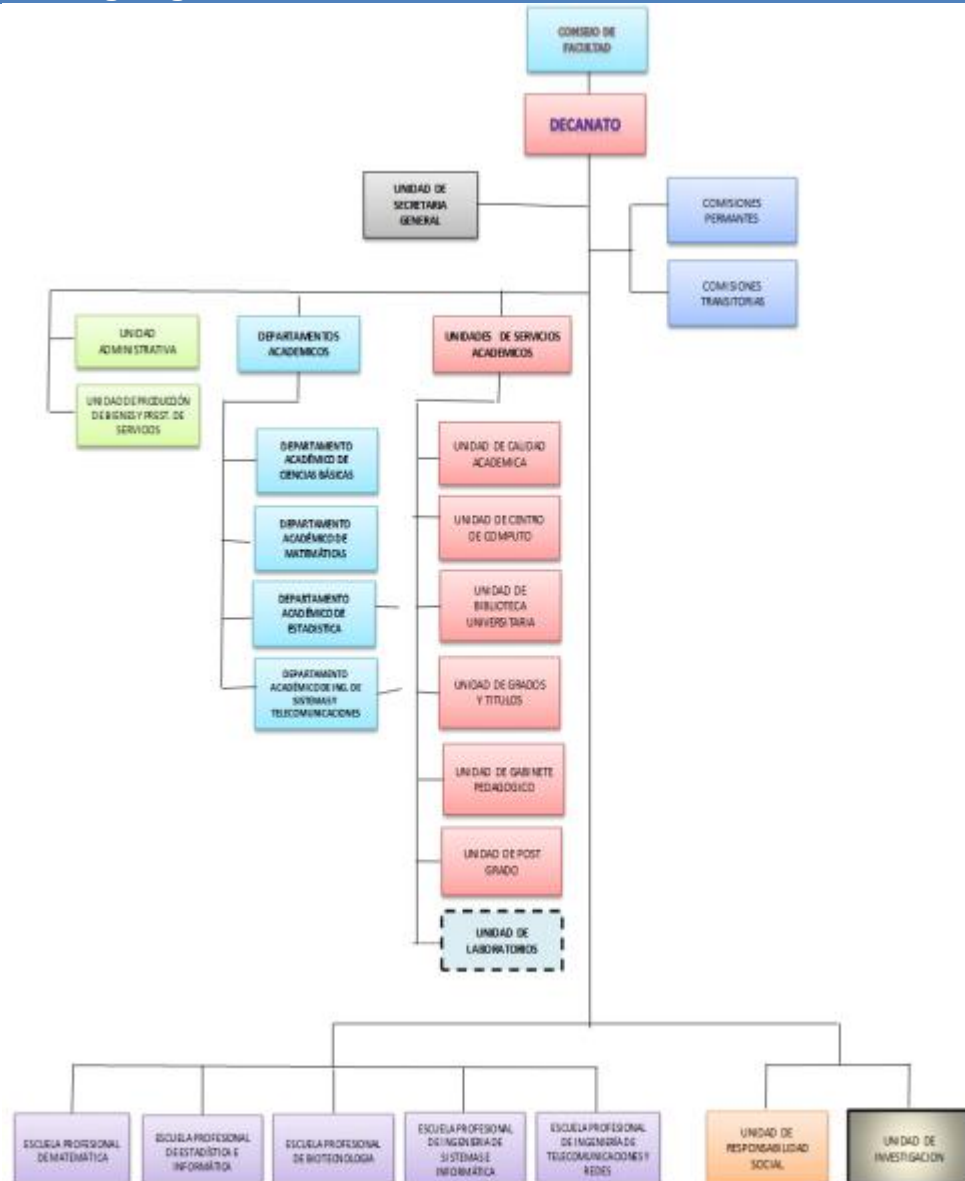 CONSEJO DE
FACULTAD
DECANATO
UNIDAD DE
SECRETARIA
GENERAL
COMISIONES
PERMANTES
COMISIONES
TRANSITORIAS
UNIDAD
ADMINISTRATIVA
UNIDAD DE PRODUCCIÓN
DE BIENES Y PREST. DE
SERVICIOS
DEPARTAMENTOS
ACADEMICOS
DEPARTAMENTO
ACADÉMICO DE
CIENCIAS BÁSICAS
DEPARTAMENTO
ACADÉMICO DE
MATEMÁTICAS
DEPARTAMENTO
ACADÉMICO DE
ESTADISTICA
DEPARTAMENTO
ACADÉMICO DE ING. DE
SISTEMAS Y
TELECOMUNICACIONES
UNIDADES DE SERVICIOS
ACADEMICOS
UNIDAD DE CALIDAD
ACADEMICA
UNIDAD DE CENTRO
DE COMPUTO
UNIDAD DE
BIBLIOTECA
UNIVERSITARIA
UNIDAD DE GRADOS
Y TITULOS
UNIDAD DE GABINETE
PEDAGOGICO
UNIDAD DE POST
GRADO
UNIDAD DE
LABORATORIOS
ESCUELA PROFESIONAL
DE MATEMÁTICA
ESCUELA PROFESIONAL
DE ESTADÍSTICA E
INFORMÁTICA
ESCUELA PROFESIONAL
DE BIOTECNOLOGIA
ESCUELA PROFESIONAL
DE INGENIERIA DE
SISTEMAS E
INFORMÁTICA
ESCUELA PROFESIONAL
DE INGENIERÍA DE
TELECOMUNICACIONES Y
REDES
UNIDAD DE
RESPONSABILIDAD
SOCIAL
UNIDAD DE
INVESTIGACION